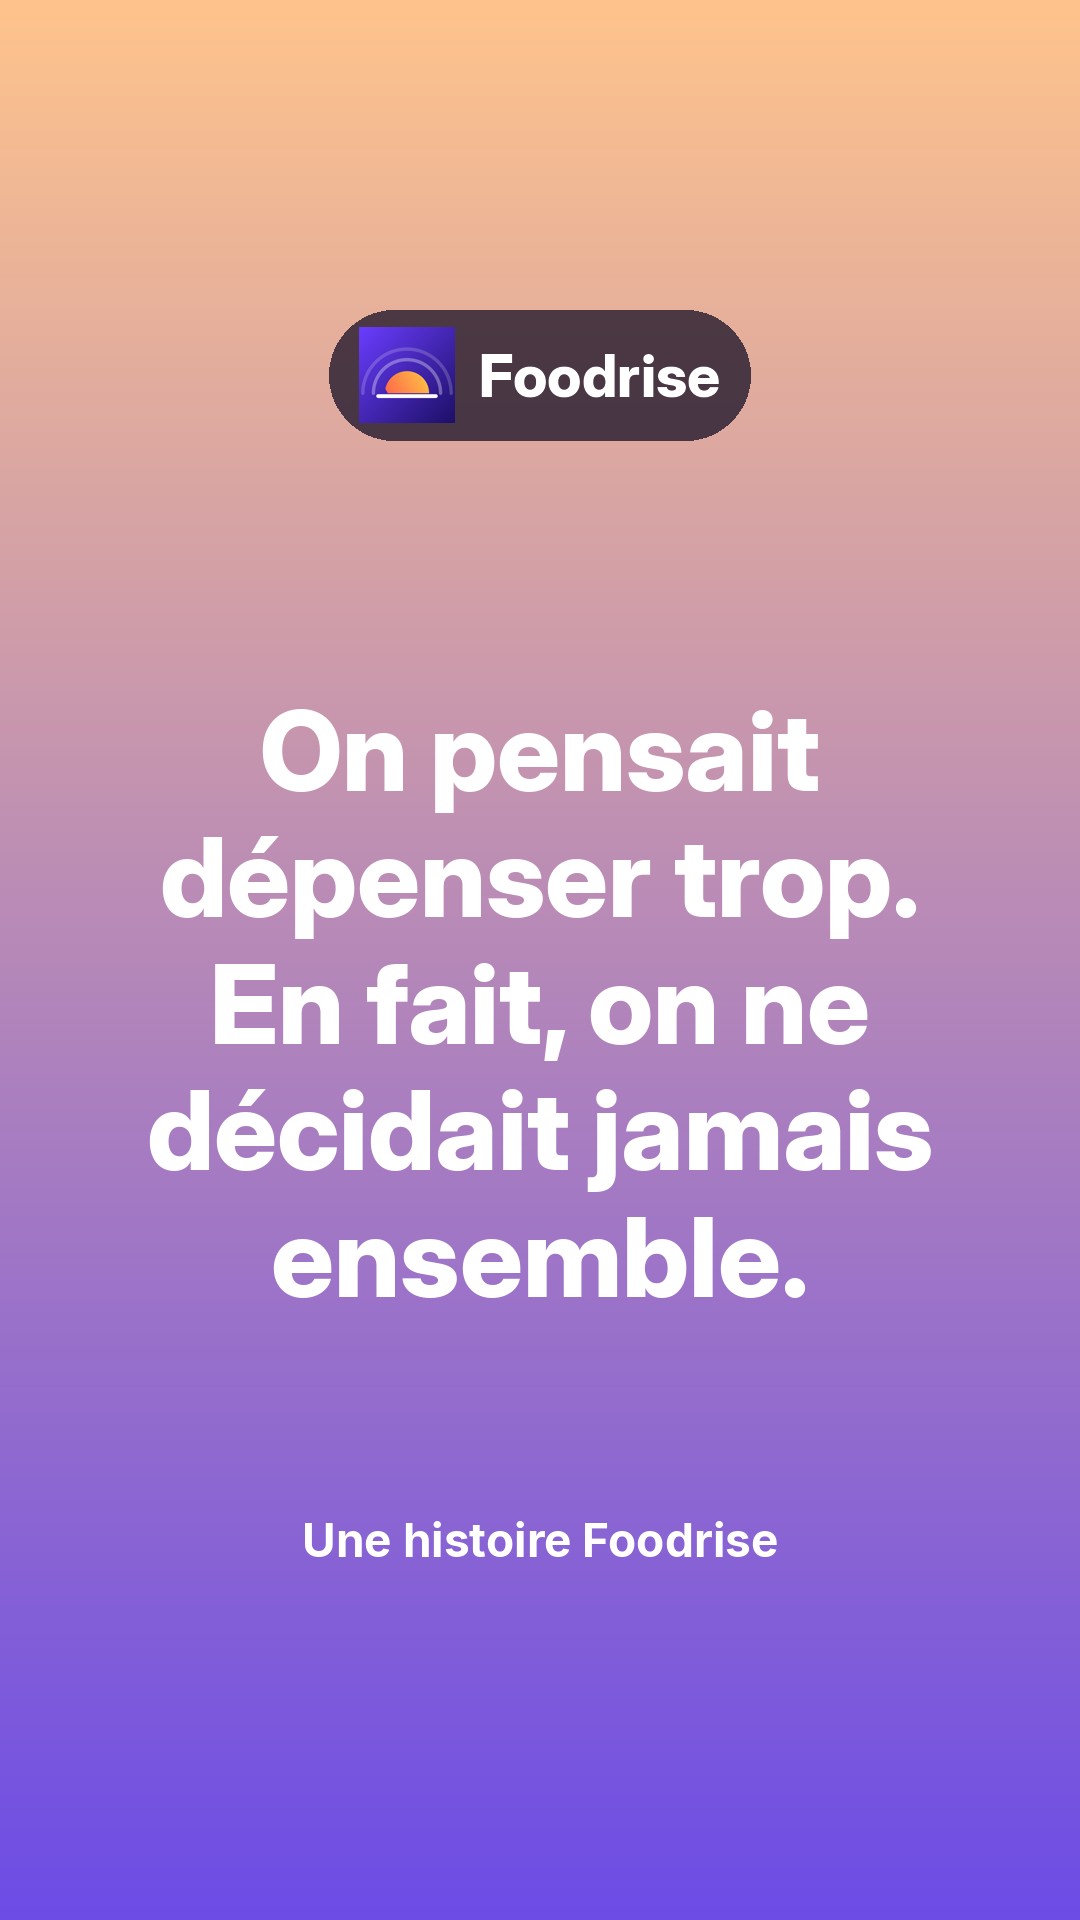 Foodrise
On pensait
dépenser trop.
En fait, on ne
décidait jamais
ensemble.
Une histoire Foodrise